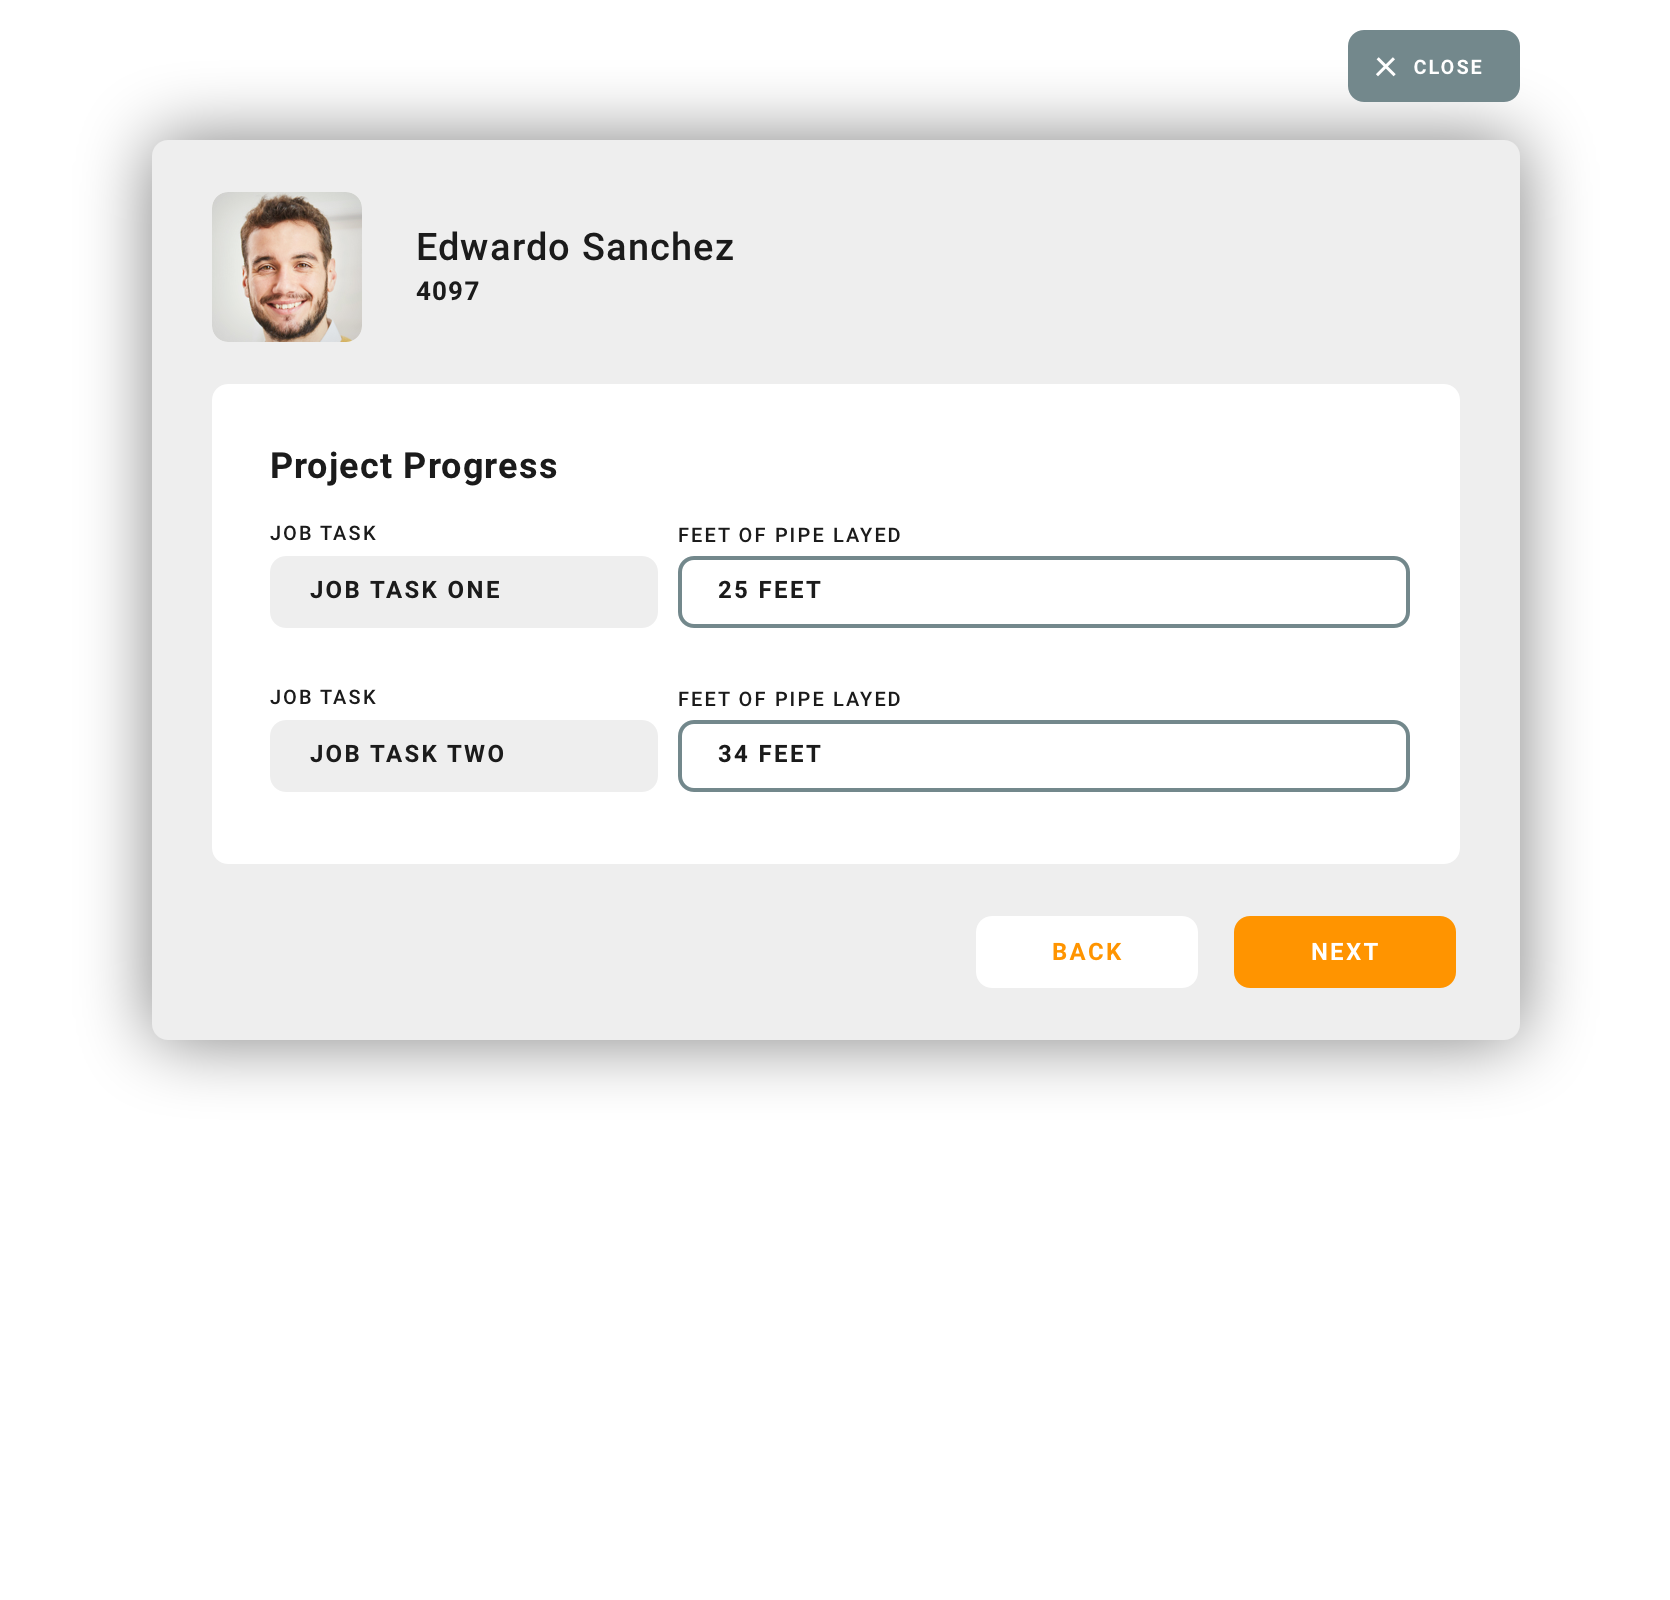 CLOSE
Edwardo Sanchez
4097
Project Progress
JOB TASK
FEET OF PIPE LAYED
JOB TASK ONE
25 FEET
JOB TASK
FEET OF PIPE LAYED
JOB TASK TWO
34 FEET
BACK
NEXT